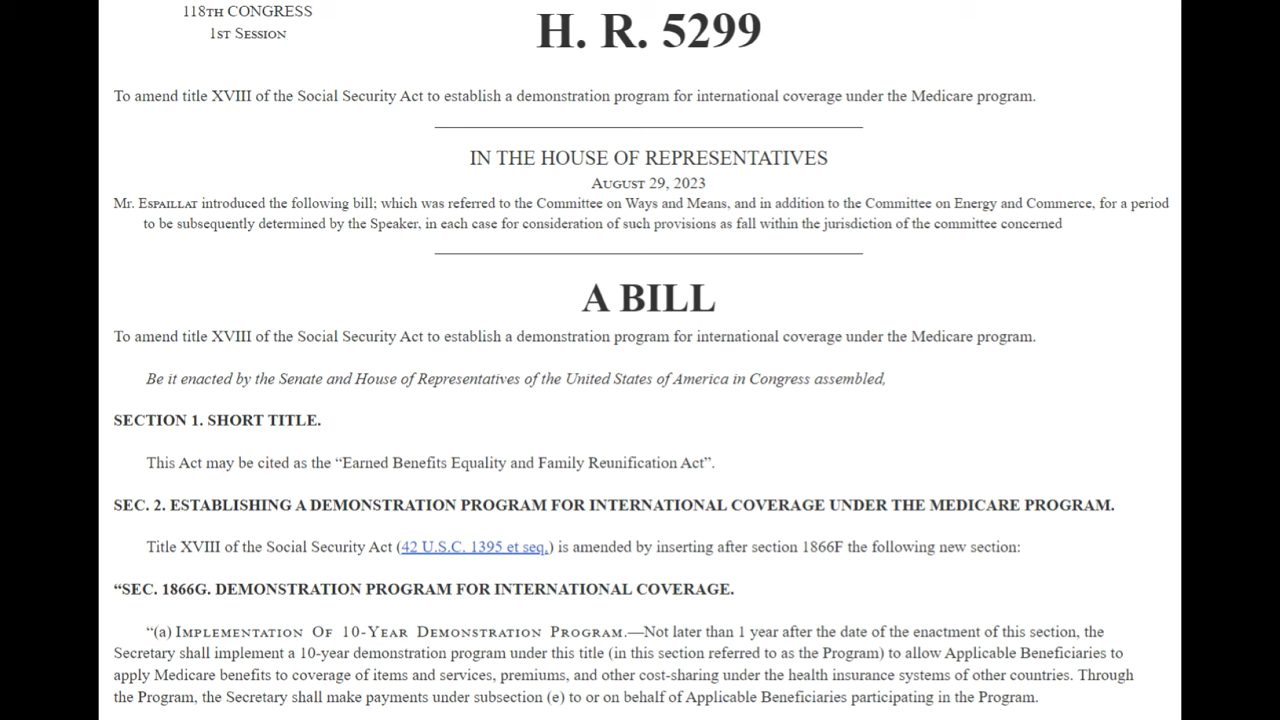 118TH CONGRESS
1ST SESSION
H. R. 5299
To amend title XVIII of the Social Security Act to establish a demonstration program for international coverage under the Medicare program.
IN THE HOUSE OF REPRESENTATIVES
AUGUST 29, 2023
Mr. ESPAILLAT introduced the following bill; which was referred to the Committee on Ways and Means, and in addition to the Committee on Energy and Commerce, for a period
to be subsequently determined by the Speaker, in each case for consideration of such provisions as fall within the jurisdiction of the committee concerned
A BILL
To amend title XVIII of the Social Security Act to establish a demonstration program for international coverage under the Medicare program.
Be it enacted by the Senate and House of Representatives of the United States of America in Congress assembled,
SECTION 1. SHORT TITLE.
This Act may be cited as the “Earned Benefits Equality and Family Reunification Act”.
SEC. 2. ESTABLISHING A DEMONSTRATION PROGRAM FOR INTERNATIONAL COVERAGE UNDER THE MEDICARE PROGRAM.
Title XVIII of the Social Security Act (42 U.S.C. 1395 et seq.) is amended by inserting after section 1866F the following new section:
“SEC. 1866G. DEMONSTRATION PROGRAM FOR INTERNATIONAL COVERAGE.
“(a) IMPLEMENTATION OF 10-YEAR DEMONSTRATION PROGRAM.—Not later than 1 year after the date of the enactment of this section, the
Secretary shall implement a 10-year demonstration program under this title (in this section referred to as the Program) to allow Applicable Beneficiaries to
apply Medicare benefits to coverage of items and services, premiums, and other cost-sharing under the health insurance systems of other countries. Through
the Program, the Secretary shall make payments under subsection (e) to or on behalf of Applicable Beneficiaries participating in the Program.